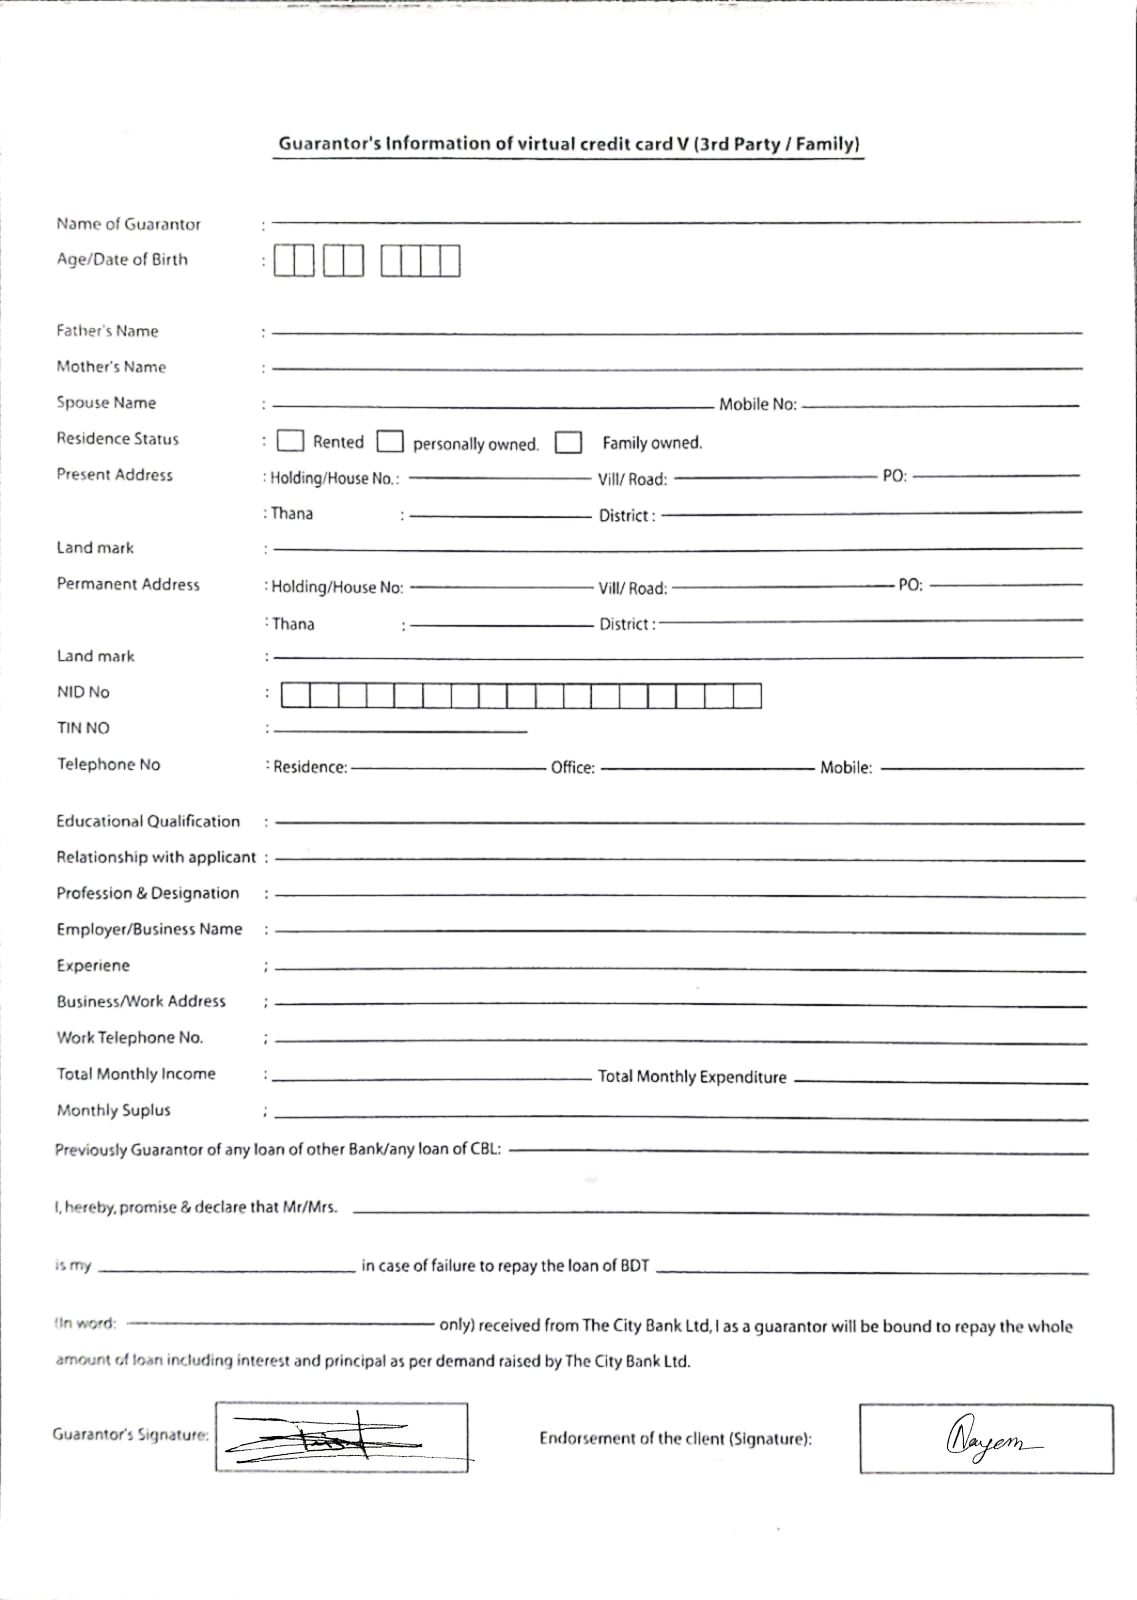 Guarantor's Information of virtual credit card V (3rd Party / Family)
Name of Guarantor :
Age/Date of Birth :
Father's Name :
Mother's Name :
Spouse Name : Mobile No:
Residence Status : Rented personally owned. Family owned.
Present Address : Holding/House No.: Vill/ Road: PO:
: Thana : District :
Land mark :
Permanent Address : Holding/House No: Vill/ Road: PO:
: Thana : District :
Land mark :
NID No :
TIN NO :
Telephone No : Residence: Office: Mobile:
Educational Qualification :
Relationship with applicant :
Profession & Designation :
Employer/Business Name :
Experiene ;
Business/Work Address ;
Work Telephone No. ;
Total Monthly Income : Total Monthly Expenditure
Monthly Suplus ;
Previously Guarantor of any loan of other Bank/any loan of CBL:
I, hereby, promise & declare that Mr/Mrs.
is my in case of failure to repay the loan of BDT
(In word: only) received from The City Bank Ltd, I as a guarantor will be bound to repay the whole
amount of loan including interest and principal as per demand raised by The City Bank Ltd.
Guarantor's Signature: Endorsement of the client (Signature): Nayem